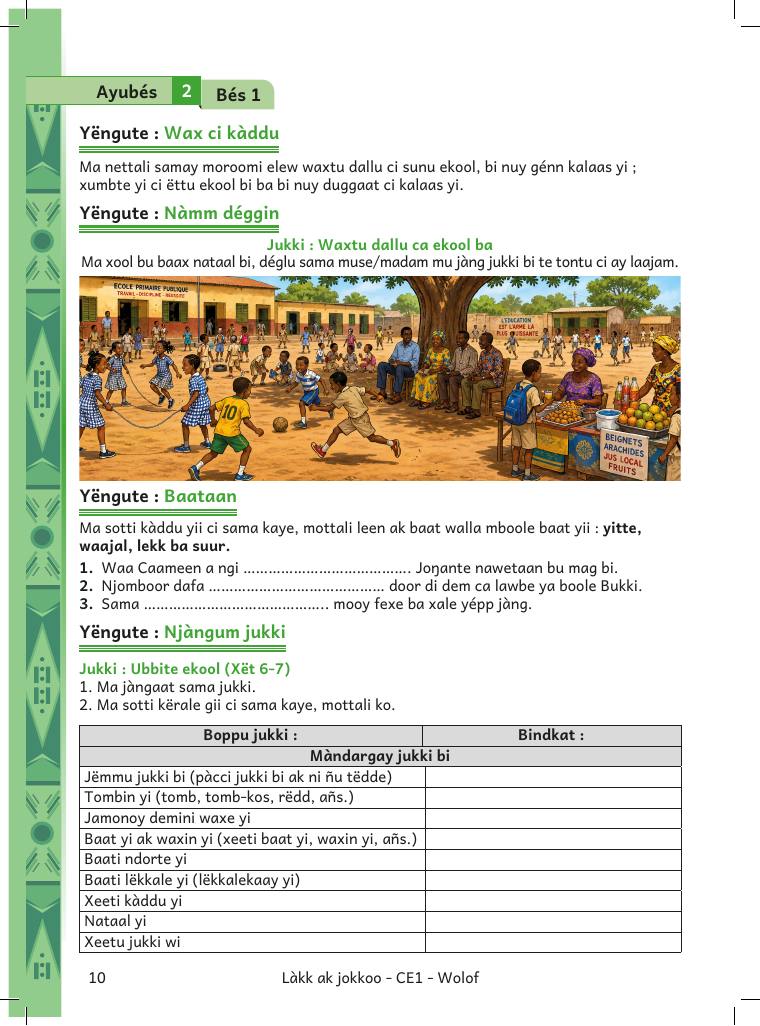 Ayubés 2 Bés 1
Yëngute : Wax ci kàddu
Ma nettali samay moroomi elew waxtu dallu ci sunu ekool, bi nuy génn kalaas yi ;
xumbte yi ci ëttu ekool bi ba bi nuy duggaat ci kalaas yi.
Yëngute : Nàmm déggin
Jukki : Waxtu dallu ca ekool ba
Ma xool bu baax nataal bi, déglu sama muse/madam mu jàng jukki bi te tontu ci ay laajam.
ECOLE PRIMAIRE PUBLIQUE
TRAVAIL - DISCIPLINE - REUSSITE
L'EDUCATION
EST L'ARME LA
PLUS PUISSANTE
10
BEIGNETS
ARACHIDES
JUS LOCAL
FRUITS
Yëngute : Baataan
Ma sotti kàddu yii ci sama kaye, mottali leen ak baat walla mboole baat yii : yitte,
waajal, lekk ba suur.
1. Waa Caameen a ngi …………………………………. Joŋante nawetaan bu mag bi.
2. Njomboor dafa …………………………………… door di dem ca lawbe ya boole Bukki.
3. Sama …………………………………….. mooy fexe ba xale yépp jàng.
Yëngute : Njàngum jukki
Jukki : Ubbite ekool (Xët 6-7)
1. Ma jàngaat sama jukki.
2. Ma sotti kërale gii ci sama kaye, mottali ko.
Boppu jukki : Bindkat :
Màndargay jukki bi
Jëmmu jukki bi (pàcci jukki bi ak ni ñu tëdde)
Tombin yi (tomb, tomb-kos, rëdd, añs.)
Jamonoy demini waxe yi
Baat yi ak waxin yi (xeeti baat yi, waxin yi, añs.)
Baati ndorte yi
Baati lëkkale yi (lëkkalekaay yi)
Xeeti kàddu yi
Nataal yi
Xeetu jukki wi
10 Làkk ak jokkoo - CE1 - Wolof